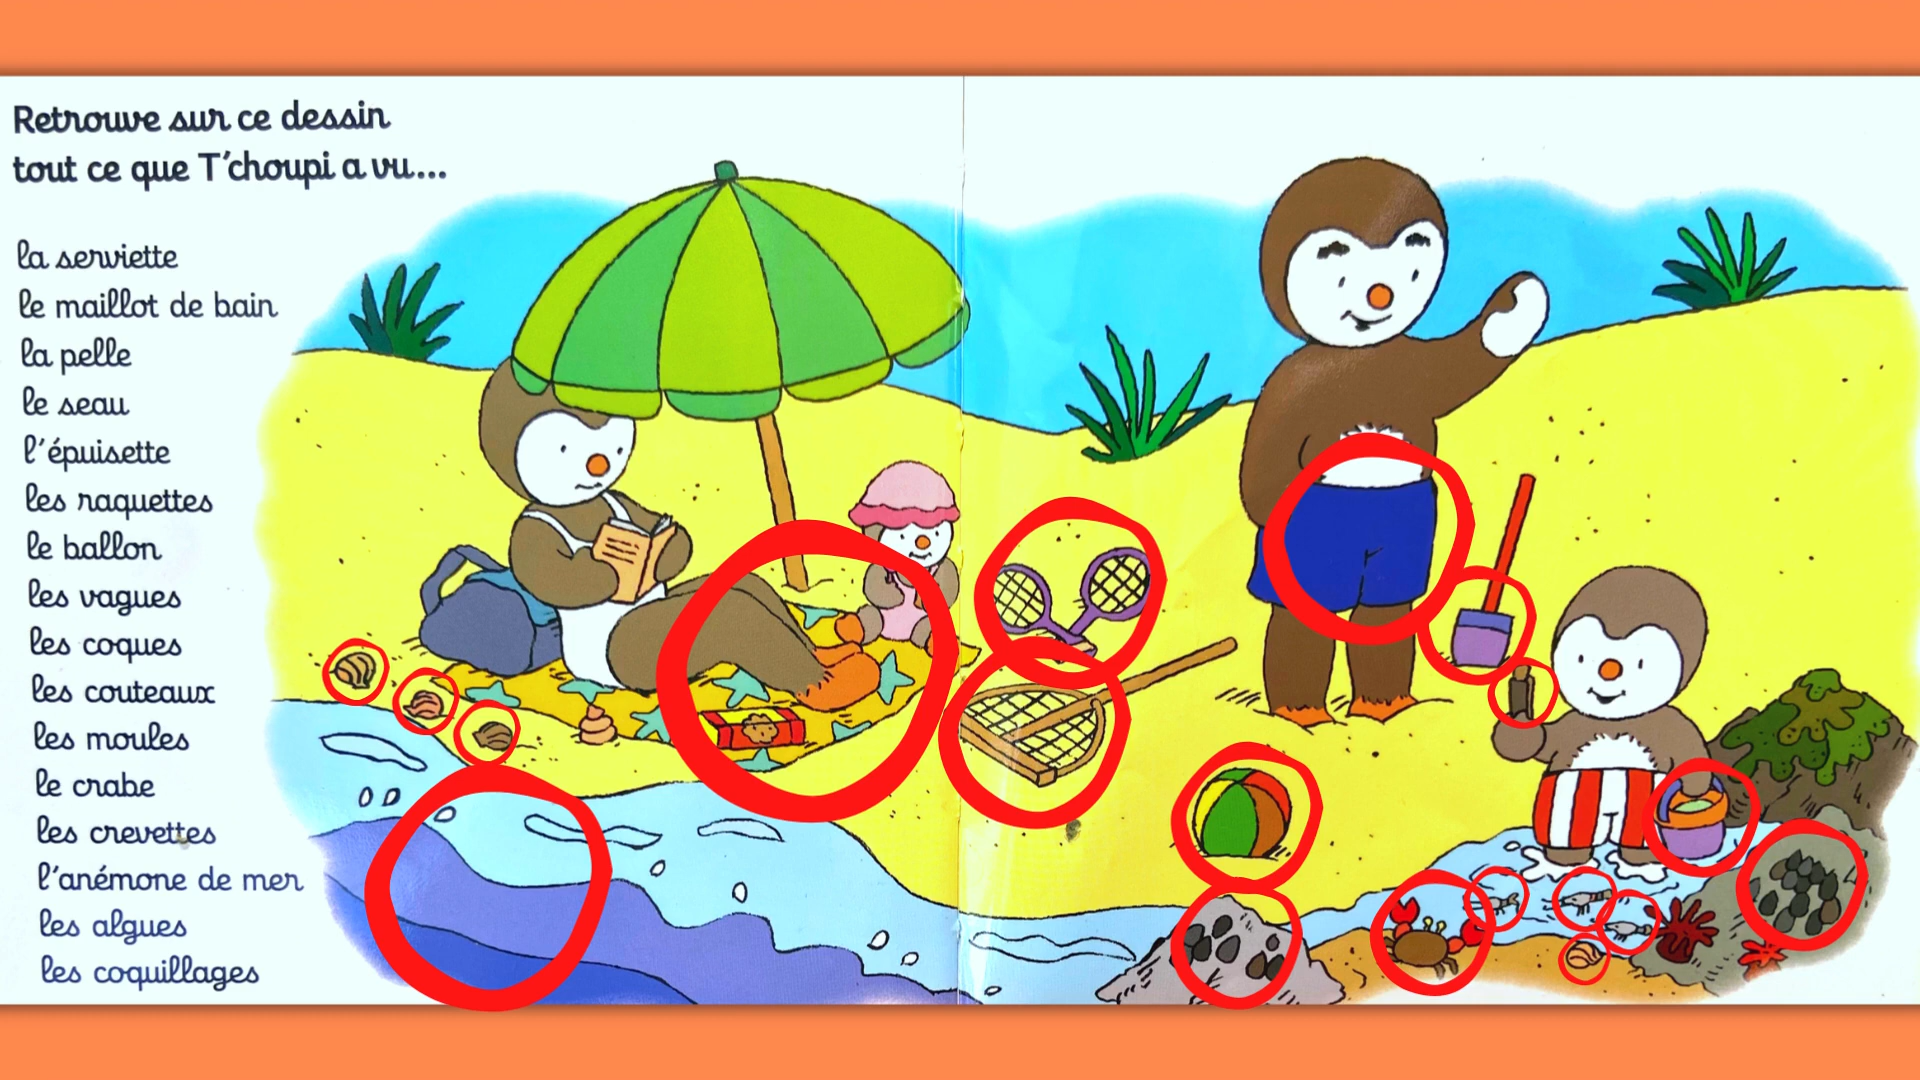 Retrouve sur ce dessin
tout ce que T'choupi a vu...
la serviette
le maillot de bain
la pelle
le seau
l'épuisette
les raquettes
le ballon
les vagues
les coques
les couteaux
les moules
le crabe
les crevettes
l'anémone de mer
les algues
les coquillages